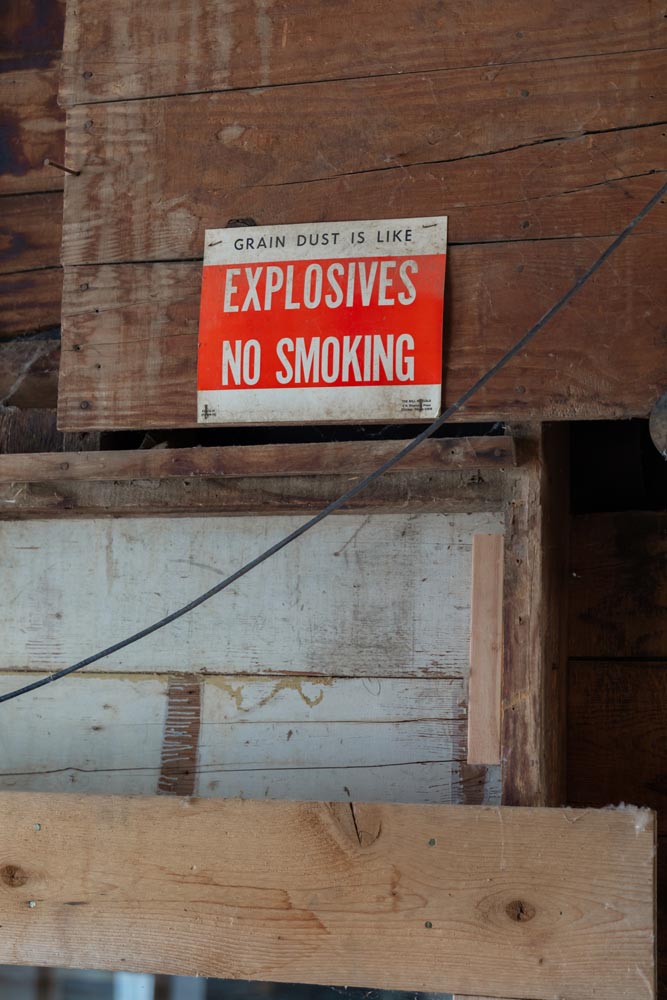 GRAIN DUST IS LIKE
EXPLOSIVES
NO SMOKING